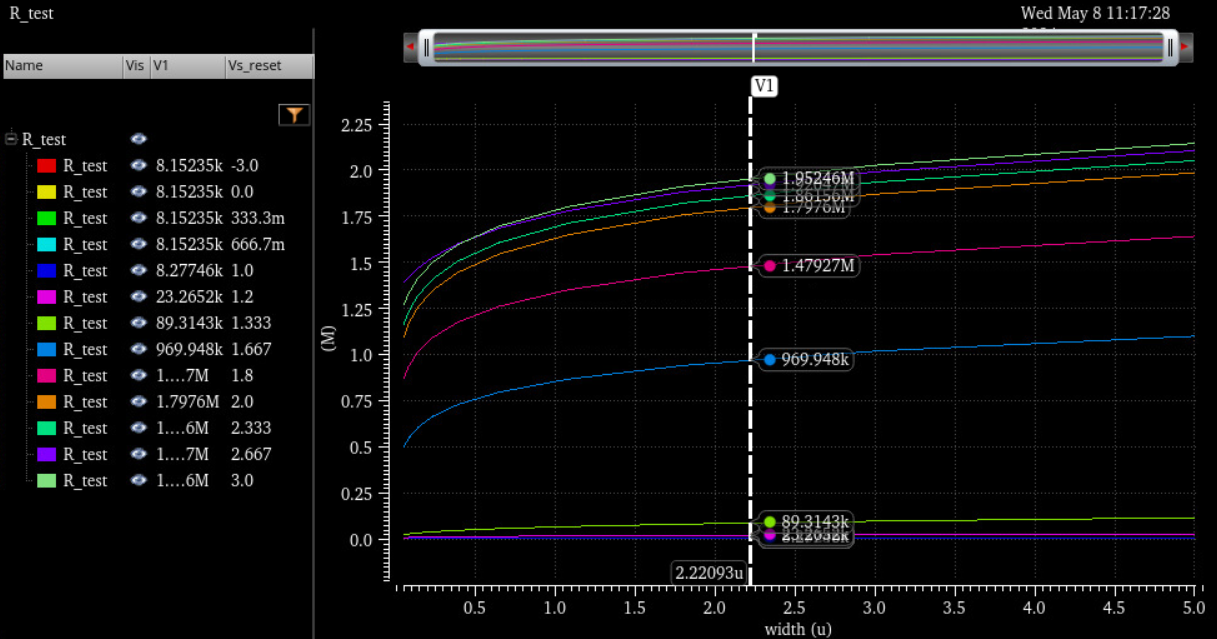 R_test
Wed May 8 11:17:28
Name Vis V1 Vs_reset
R_test
R_test 8.15235k -3.0
R_test 8.15235k 0.0
R_test 8.15235k 333.3m
R_test 8.15235k 666.7m
R_test 8.27746k 1.0
R_test 23.2652k 1.2
R_test 89.3143k 1.333
R_test 969.948k 1.667
R_test 1....7M 1.8
R_test 1.7976M 2.0
R_test 1....6M 2.333
R_test 1....7M 2.667
R_test 1....6M 3.0
V1
2.25
2.0
1.75
1.5
1.25
1.0
0.75
0.5
0.25
0.0
(M)
1.95246M
1.86156M
1.7976M
1.47927M
969.948k
89.3143k
23.2652k
2.22093u
0.5 1.0 1.5 2.0 2.5 3.0 3.5 4.0 4.5 5.0
width (u)